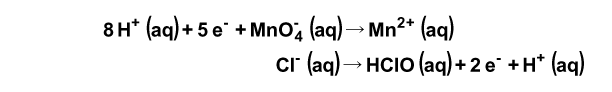 8 H⁺ (aq) + 5 e⁻ + MnO₄⁻ (aq) → Mn²⁺ (aq)
Cl⁻ (aq) → HClO (aq) + 2 e⁻ + H⁺ (aq)